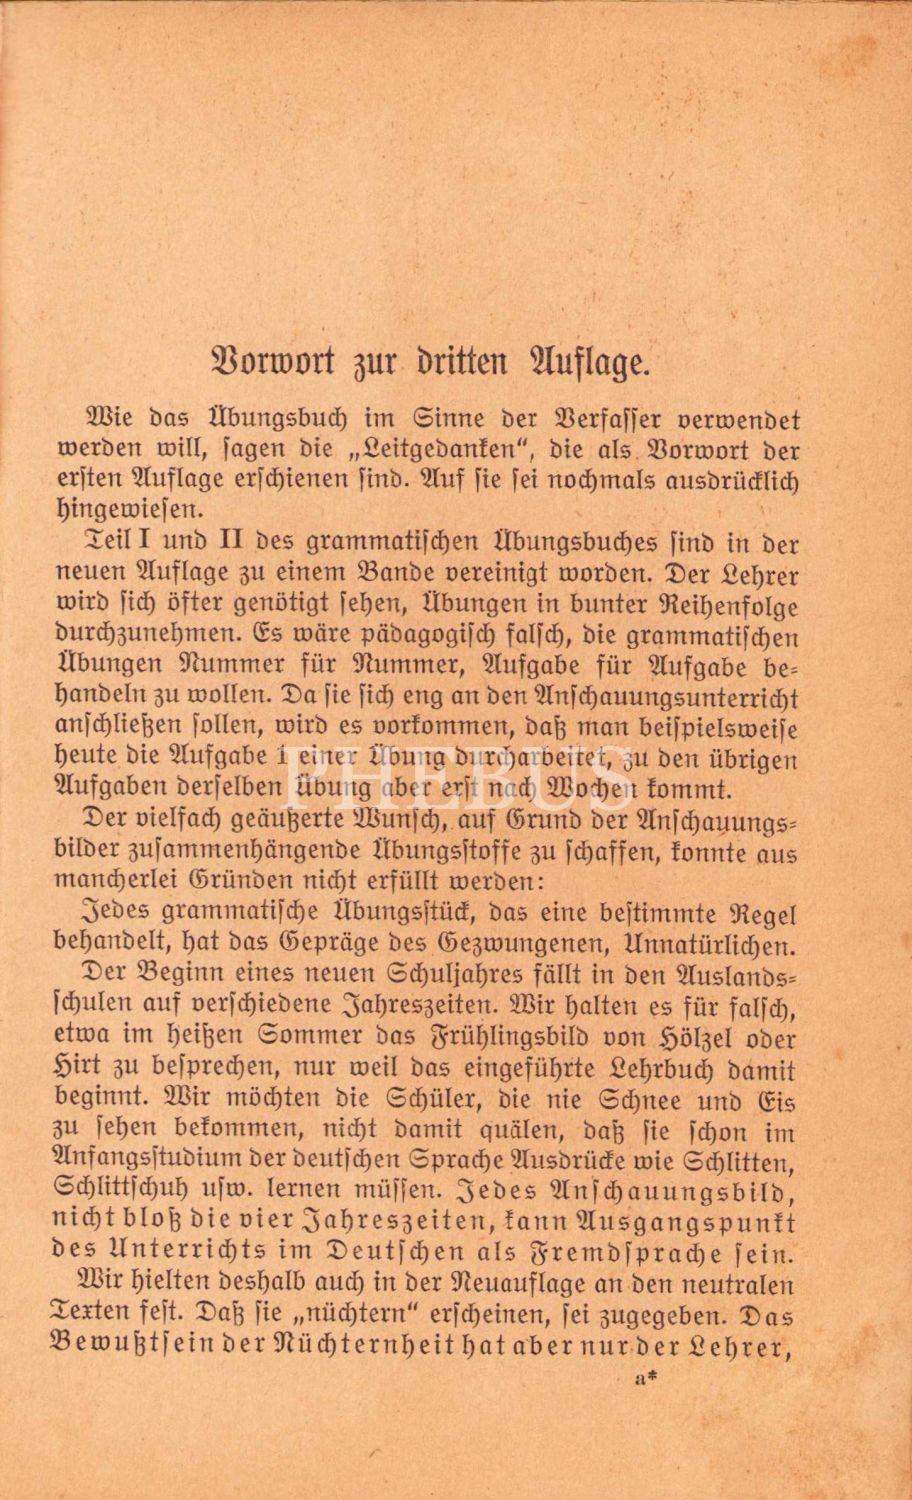 Vorwort zur dritten Auflage.
Wie das Übungsbuch im Sinne der Verfasser verwendet
werden will, sagen die „Leitgedanken“, die als Vorwort der
ersten Auflage erschienen sind. Auf sie sei nochmals ausdrücklich
hingewiesen.
Teil I und II des grammatischen Übungsbuches sind in der
neuen Auflage zu einem Bande vereinigt worden. Der Lehrer
wird sich öfter genötigt sehen, Übungen in bunter Reihenfolge
durchzunehmen. Es wäre pädagogisch falsch, die grammatischen
Übungen Nummer für Nummer, Aufgabe für Aufgabe be-
handeln zu wollen. Da sie sich eng an den Anschauungsunterricht
anschließen sollen, wird es vorkommen, daß man beispielsweise
heute die Aufgabe 1 einer Übung durcharbeitet, zu den übrigen
PHEBUS
Aufgaben derselben Übung aber erst nach Wochen kommt.
Der vielfach geäußerte Wunsch, auf Grund der Anschauungs-
bilder zusammenhängende Übungsstoffe zu schaffen, konnte aus
mancherlei Gründen nicht erfüllt werden:
Jedes grammatische Übungsstück, das eine bestimmte Regel
behandelt, hat das Gepräge des Gezwungenen, Unnatürlichen.
Der Beginn eines neuen Schuljahres fällt in den Auslands-
schulen auf verschiedene Jahreszeiten. Wir halten es für falsch,
etwa im heißen Sommer das Frühlingsbild von Hölzel oder
Hirt zu besprechen, nur weil das eingeführte Lehrbuch damit
beginnt. Wir möchten die Schüler, die nie Schnee und Eis
zu sehen bekommen, nicht damit quälen, daß sie schon im
Anfangsstudium der deutschen Sprache Ausdrücke wie Schlitten,
Schlittschuh usw. lernen müssen. Jedes Anschauungsbild,
nicht bloß die vier Jahreszeiten, kann Ausgangspunkt
des Unterrichts im Deutschen als Fremdsprache sein.
Wir hielten deshalb auch in der Neuauflage an den neutralen
Texten fest. Daß sie „nüchtern“ erscheinen, sei zugegeben. Das
Bewußtsein der Nüchternheit hat aber nur der Lehrer,
a*